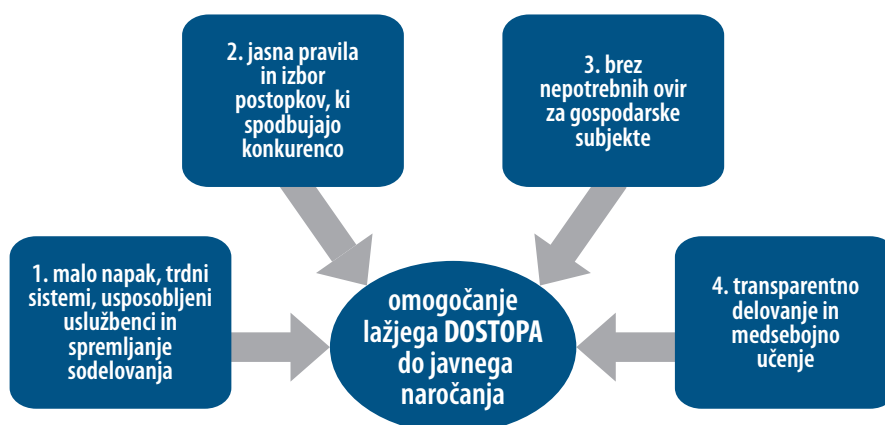 1. malo napak, trdni
sistemi, usposobljeni
uslužbenci in
spremljanje
sodelovanja
2. jasna pravila
in izbor
postopkov, ki
spodbujajo
konkurenco
3. brez
nepotrebnih ovir
za gospodarske
subjekte
4. transparentno
delovanje in
medsebojno
učenje
omogočanje
lažjega DOSTOPA
do javnega
naročanja